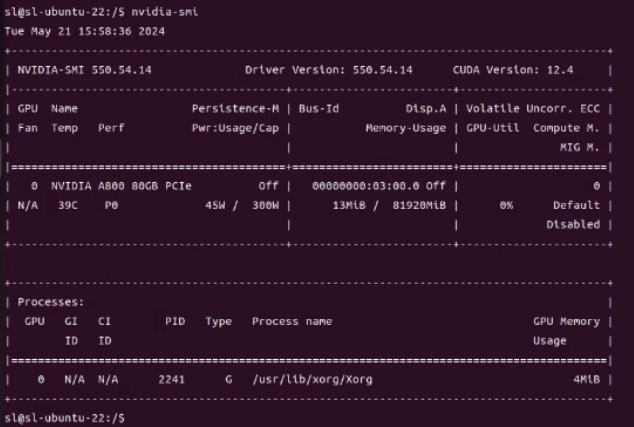 sl@sl-ubuntu-22:/$ nvidia-smi
Tue May 21 15:58:36 2024
+-----------------------------------------------------------------------------------------+
| NVIDIA-SMI 550.54.14              Driver Version: 550.54.14      CUDA Version: 12.4     |
|-----------------------------------------+------------------------+----------------------+
| GPU  Name                 Persistence-M | Bus-Id          Disp.A | Volatile Uncorr. ECC |
| Fan  Temp   Perf          Pwr:Usage/Cap |           Memory-Usage | GPU-Util  Compute M. |
|                                         |                        |               MIG M. |
|=========================================+========================+======================|
|   0  NVIDIA A800 80GB PCIe          Off |   00000000:03:00.0 Off |                    0 |
| N/A   39C    P0              45W /  300W |      13MiB /  81920MiB |      0%      Default |
|                                         |                        |             Disabled |
+-----------------------------------------+------------------------+----------------------+
+-----------------------------------------------------------------------------------------+
| Processes:                                                                              |
|  GPU   GI   CI        PID   Type   Process name                              GPU Memory |
|        ID   ID                                                               Usage      |
|=========================================================================================|
|    0   N/A  N/A      2241      G   /usr/lib/xorg/Xorg                              4MiB |
+-----------------------------------------------------------------------------------------+
sl@sl-ubuntu-22:/$